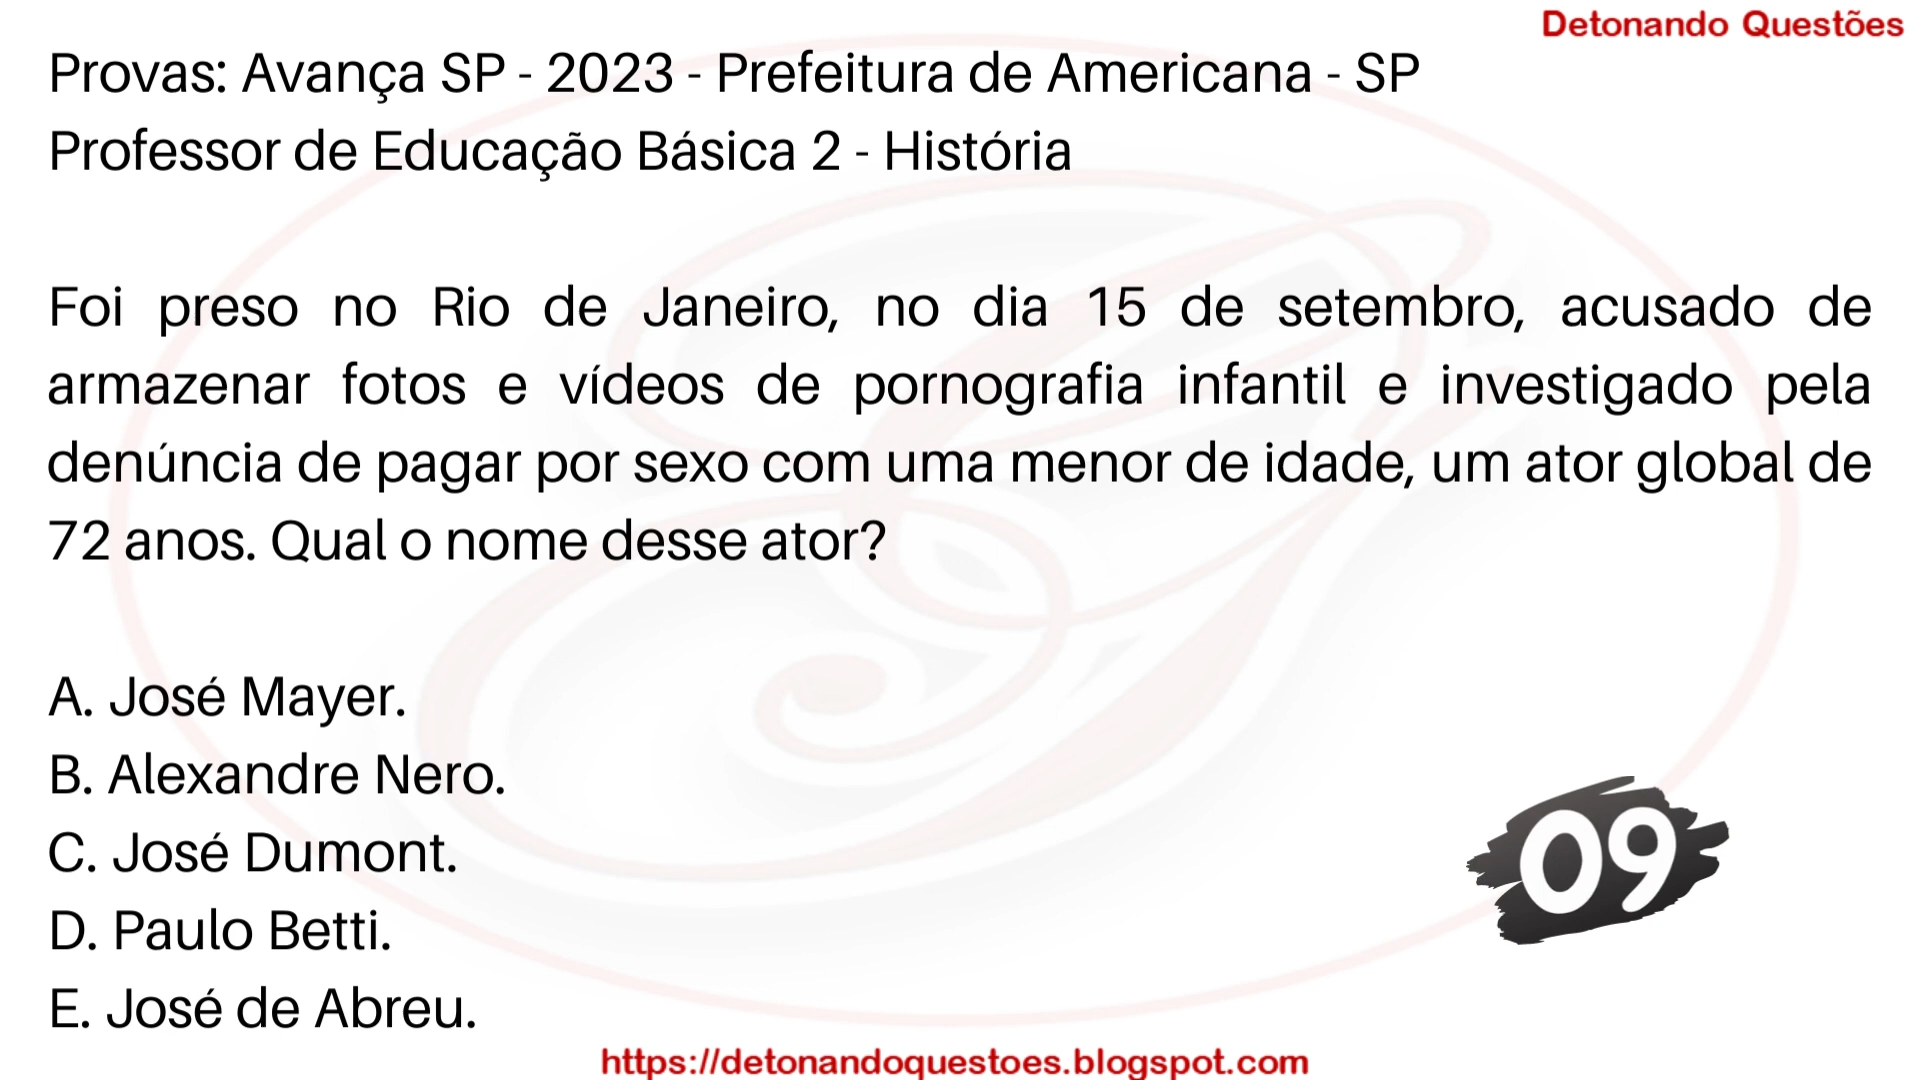 Detonando Questões
Provas: Avança SP - 2023 - Prefeitura de Americana - SP
Professor de Educação Básica 2 - História
Foi preso no Rio de Janeiro, no dia 15 de setembro, acusado de
armazenar fotos e vídeos de pornografia infantil e investigado pela
denúncia de pagar por sexo com uma menor de idade, um ator global de
72 anos. Qual o nome desse ator?
A. José Mayer.
B. Alexandre Nero.
C. José Dumont.
D. Paulo Betti.
E. José de Abreu.
09
https://detonandoquestoes.blogspot.com